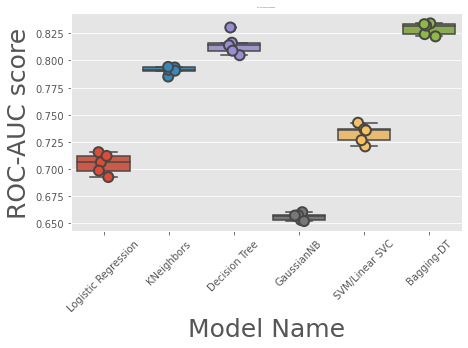 ROC-AUC score
0.825
0.800
0.775
0.750
0.725
0.700
0.675
0.650
Logistic Regression
KNeighbors
Decision Tree
GaussianNB
SVM/Linear SVC
Bagging-DT
Model Name